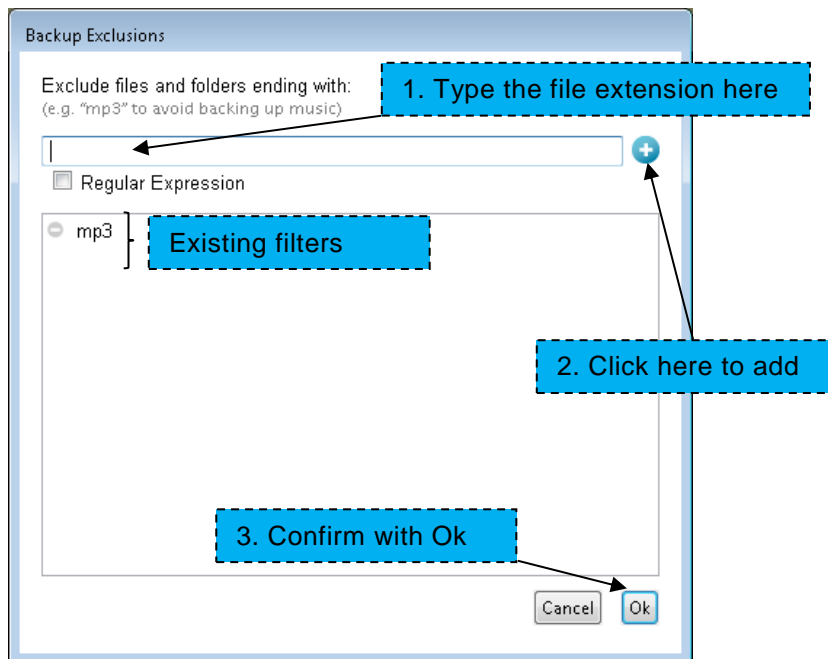 Backup Exclusions
Exclude files and folders ending with:
(e.g. "mp3" to avoid backing up music)
1. Type the file extension here
Regular Expression
mp3
Existing filters
2. Click here to add
3. Confirm with Ok
Cancel
Ok